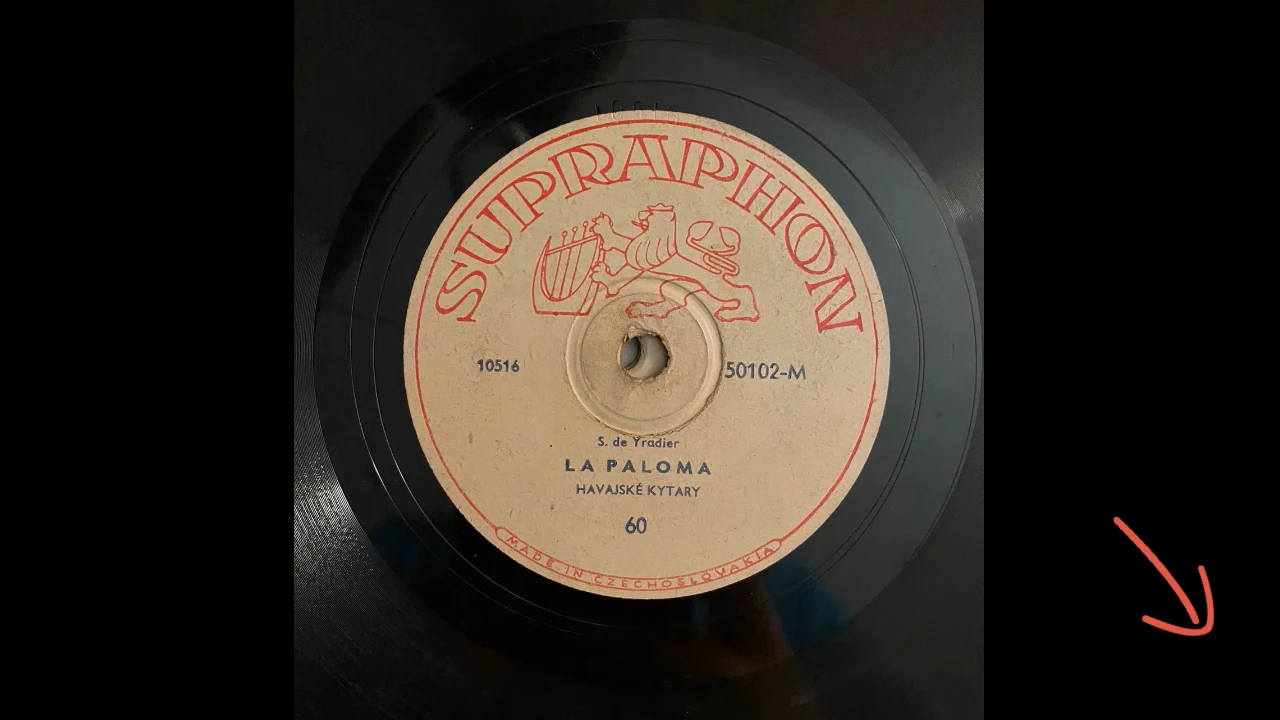 SUPRAPHON
10516
50102-M
S. de Yradier
LA PALOMA
HAVAJSKÉ KYTARY
60
MADE IN CZECHOSLOVAKIA